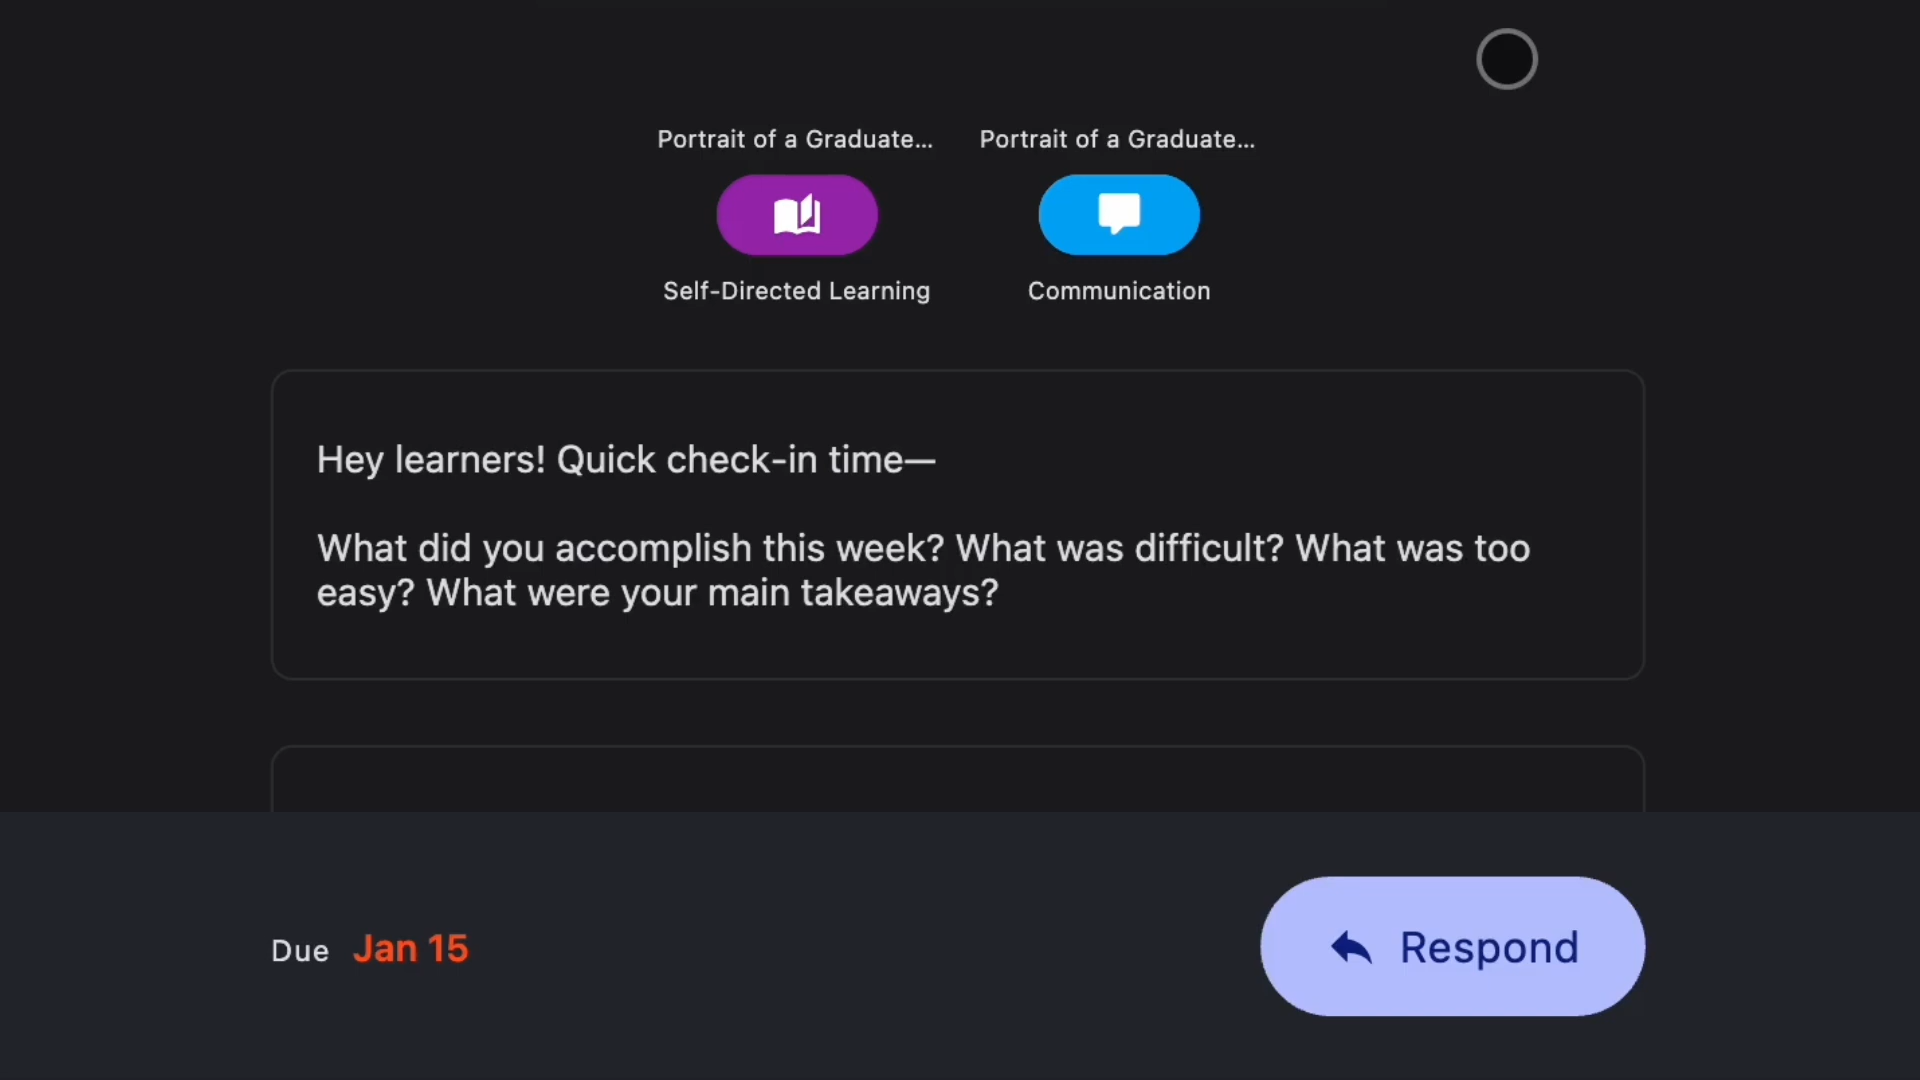 Portrait of a Graduate... Portrait of a Graduate...
Self-Directed Learning Communication
Hey learners! Quick check-in time—
What did you accomplish this week? What was difficult? What was too
easy? What were your main takeaways?
Due Jan 15
Respond